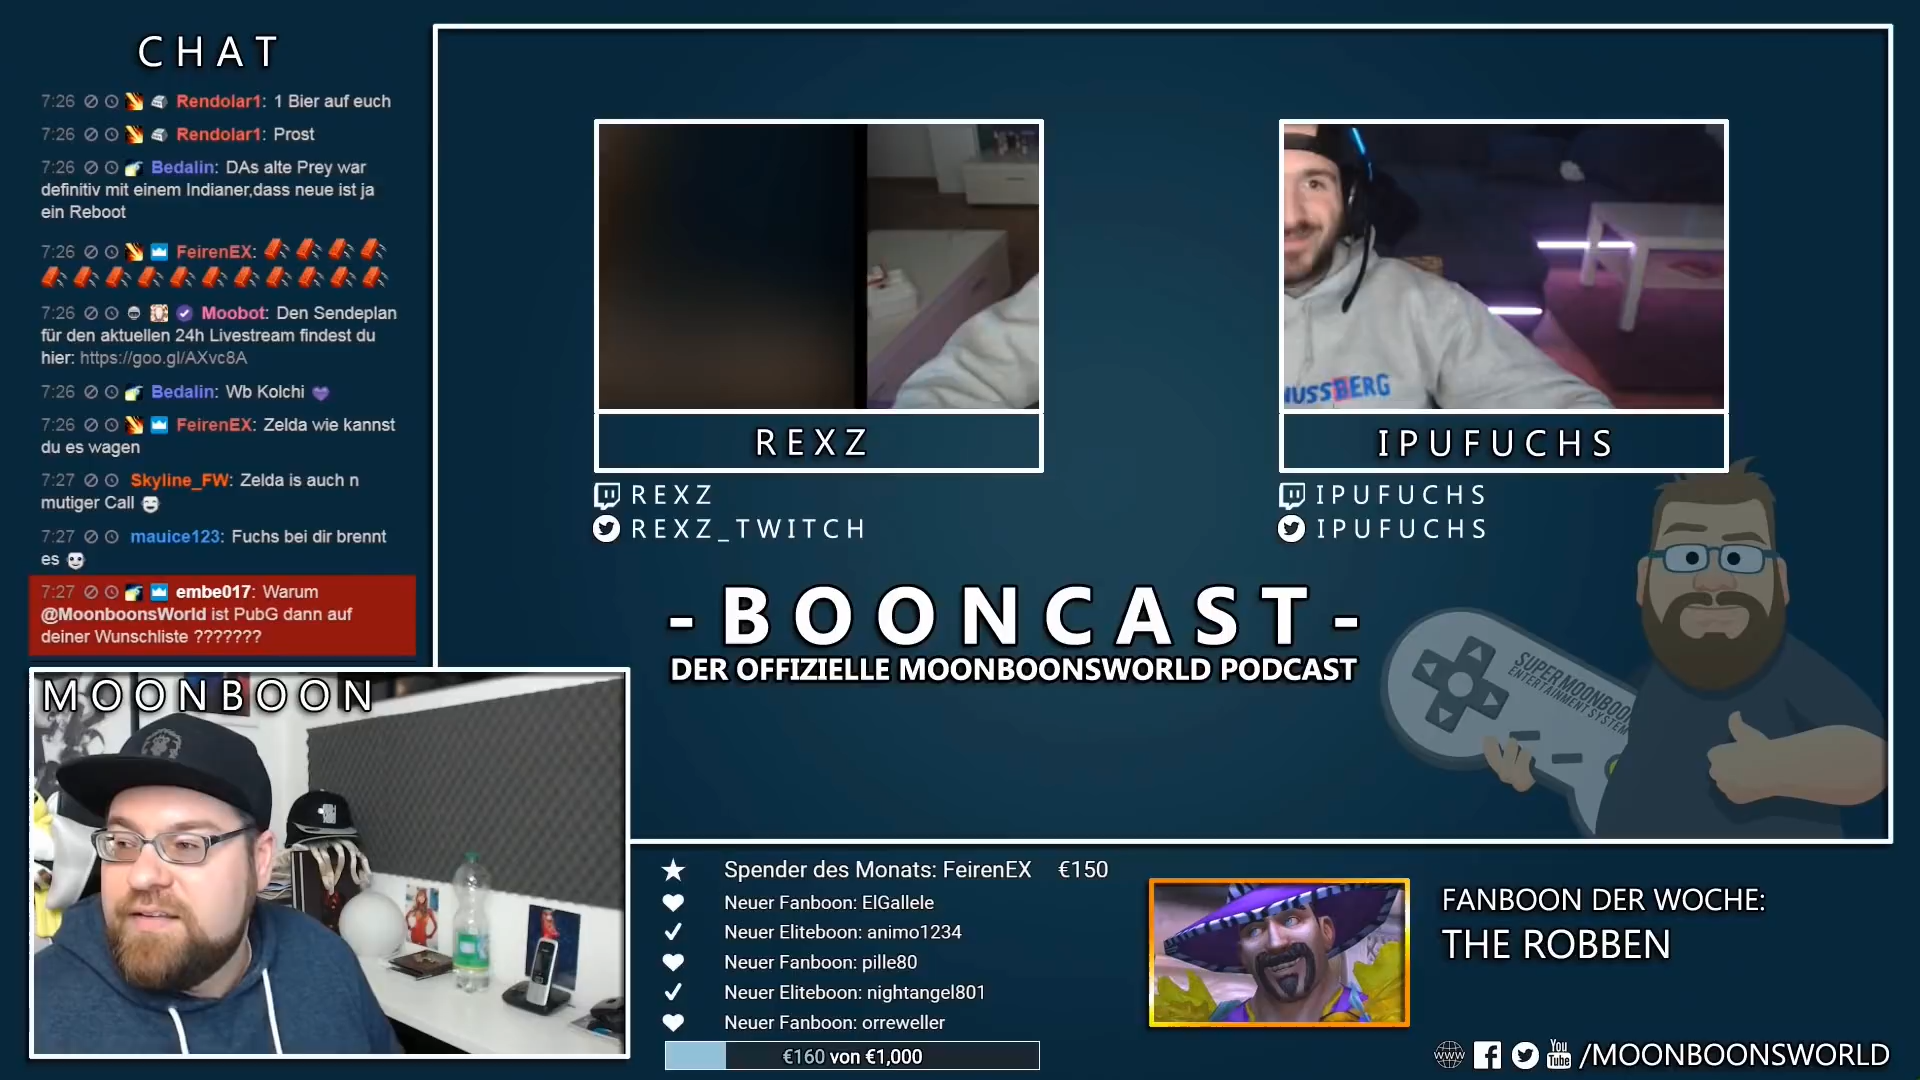 CHAT
7:26 Rendolar1: 1 Bier auf euch
7:26 Rendolar1: Prost
7:26 Bedalin: DAs alte Prey war
definitiv mit einem Indianer,dass neue ist ja
ein Reboot
7:26 FeirenEX:
7:26 Moobot: Den Sendeplan
für den aktuellen 24h Livestream findest du
hier: https://goo.gl/AXvc8A
7:26 Bedalin: Wb Kolchi
7:26 FeirenEX: Zelda wie kannst
du es wagen
7:27 Skyline_FW: Zelda is auch n
mutiger Call
7:27 mauice123: Fuchs bei dir brennt
es
7:27 embe017: Warum
@MoonboonsWorld ist PubG dann auf
deiner Wunschliste ???????
MOONBOON
REXZ
REXZ
REXZ_TWITCH
NUSSBERG
IPUFUCHS
IPUFUCHS
IPUFUCHS
-BOONCAST-
DER OFFIZIELLE MOONBOONSWORLD PODCAST
SUPER MOONBOON
ENTERTAINMENT SYSTEM
Spender des Monats: FeirenEX €150
Neuer Fanboon: ElGallele
Neuer Eliteboon: animo1234
Neuer Fanboon: pille80
Neuer Eliteboon: nightangel801
Neuer Fanboon: orreweller
€160 von €1,000
FANBOON DER WOCHE:
THE ROBBEN
WWW You Tube /MOONBOONSWORLD